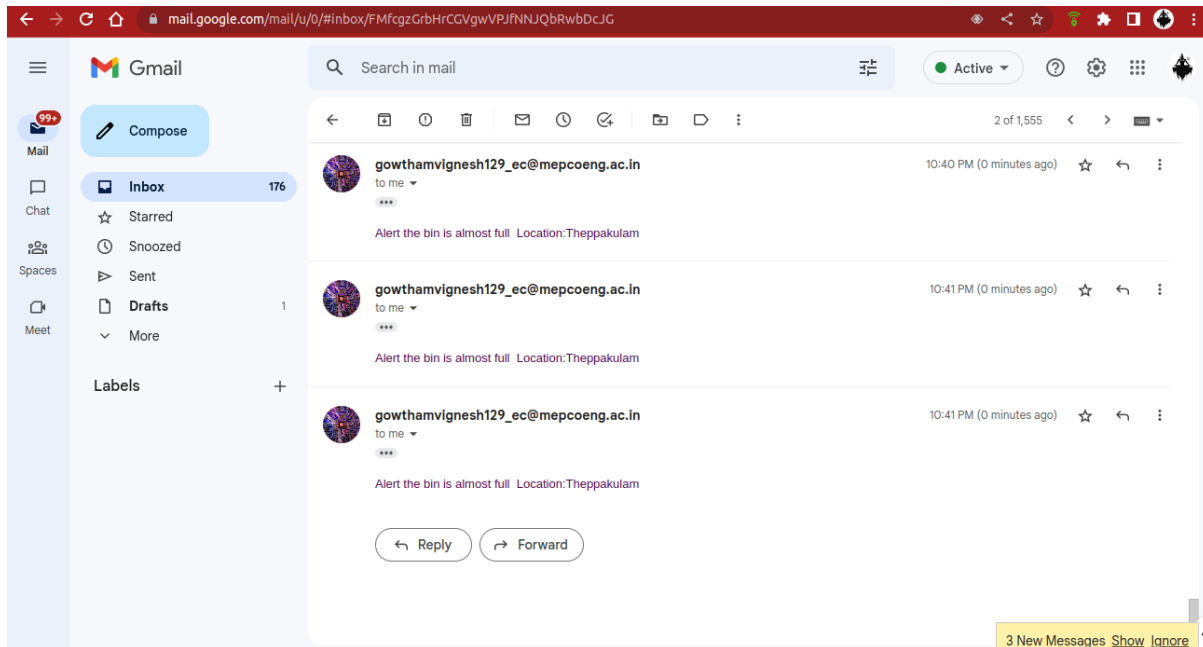 mail.google.com/mail/u/0/#inbox/FMfcgzGrbHrCGVgwVPJfNNJQbRwbDcJG
Gmail
Search in mail
Active
99+
Mail
Compose
2 of 1,555
Inbox 176
Chat
Starred
Snoozed
Spaces
Sent
Drafts 1
Meet
More
Labels
gowthamvignesh129_ec@mepcoeng.ac.in 10:40 PM (0 minutes ago)
to me
Alert the bin is almost full Location:Theppakulam
gowthamvignesh129_ec@mepcoeng.ac.in 10:41 PM (0 minutes ago)
to me
Alert the bin is almost full Location:Theppakulam
gowthamvignesh129_ec@mepcoeng.ac.in 10:41 PM (0 minutes ago)
to me
Alert the bin is almost full Location:Theppakulam
Reply Forward
3 New Messages Show Ignore